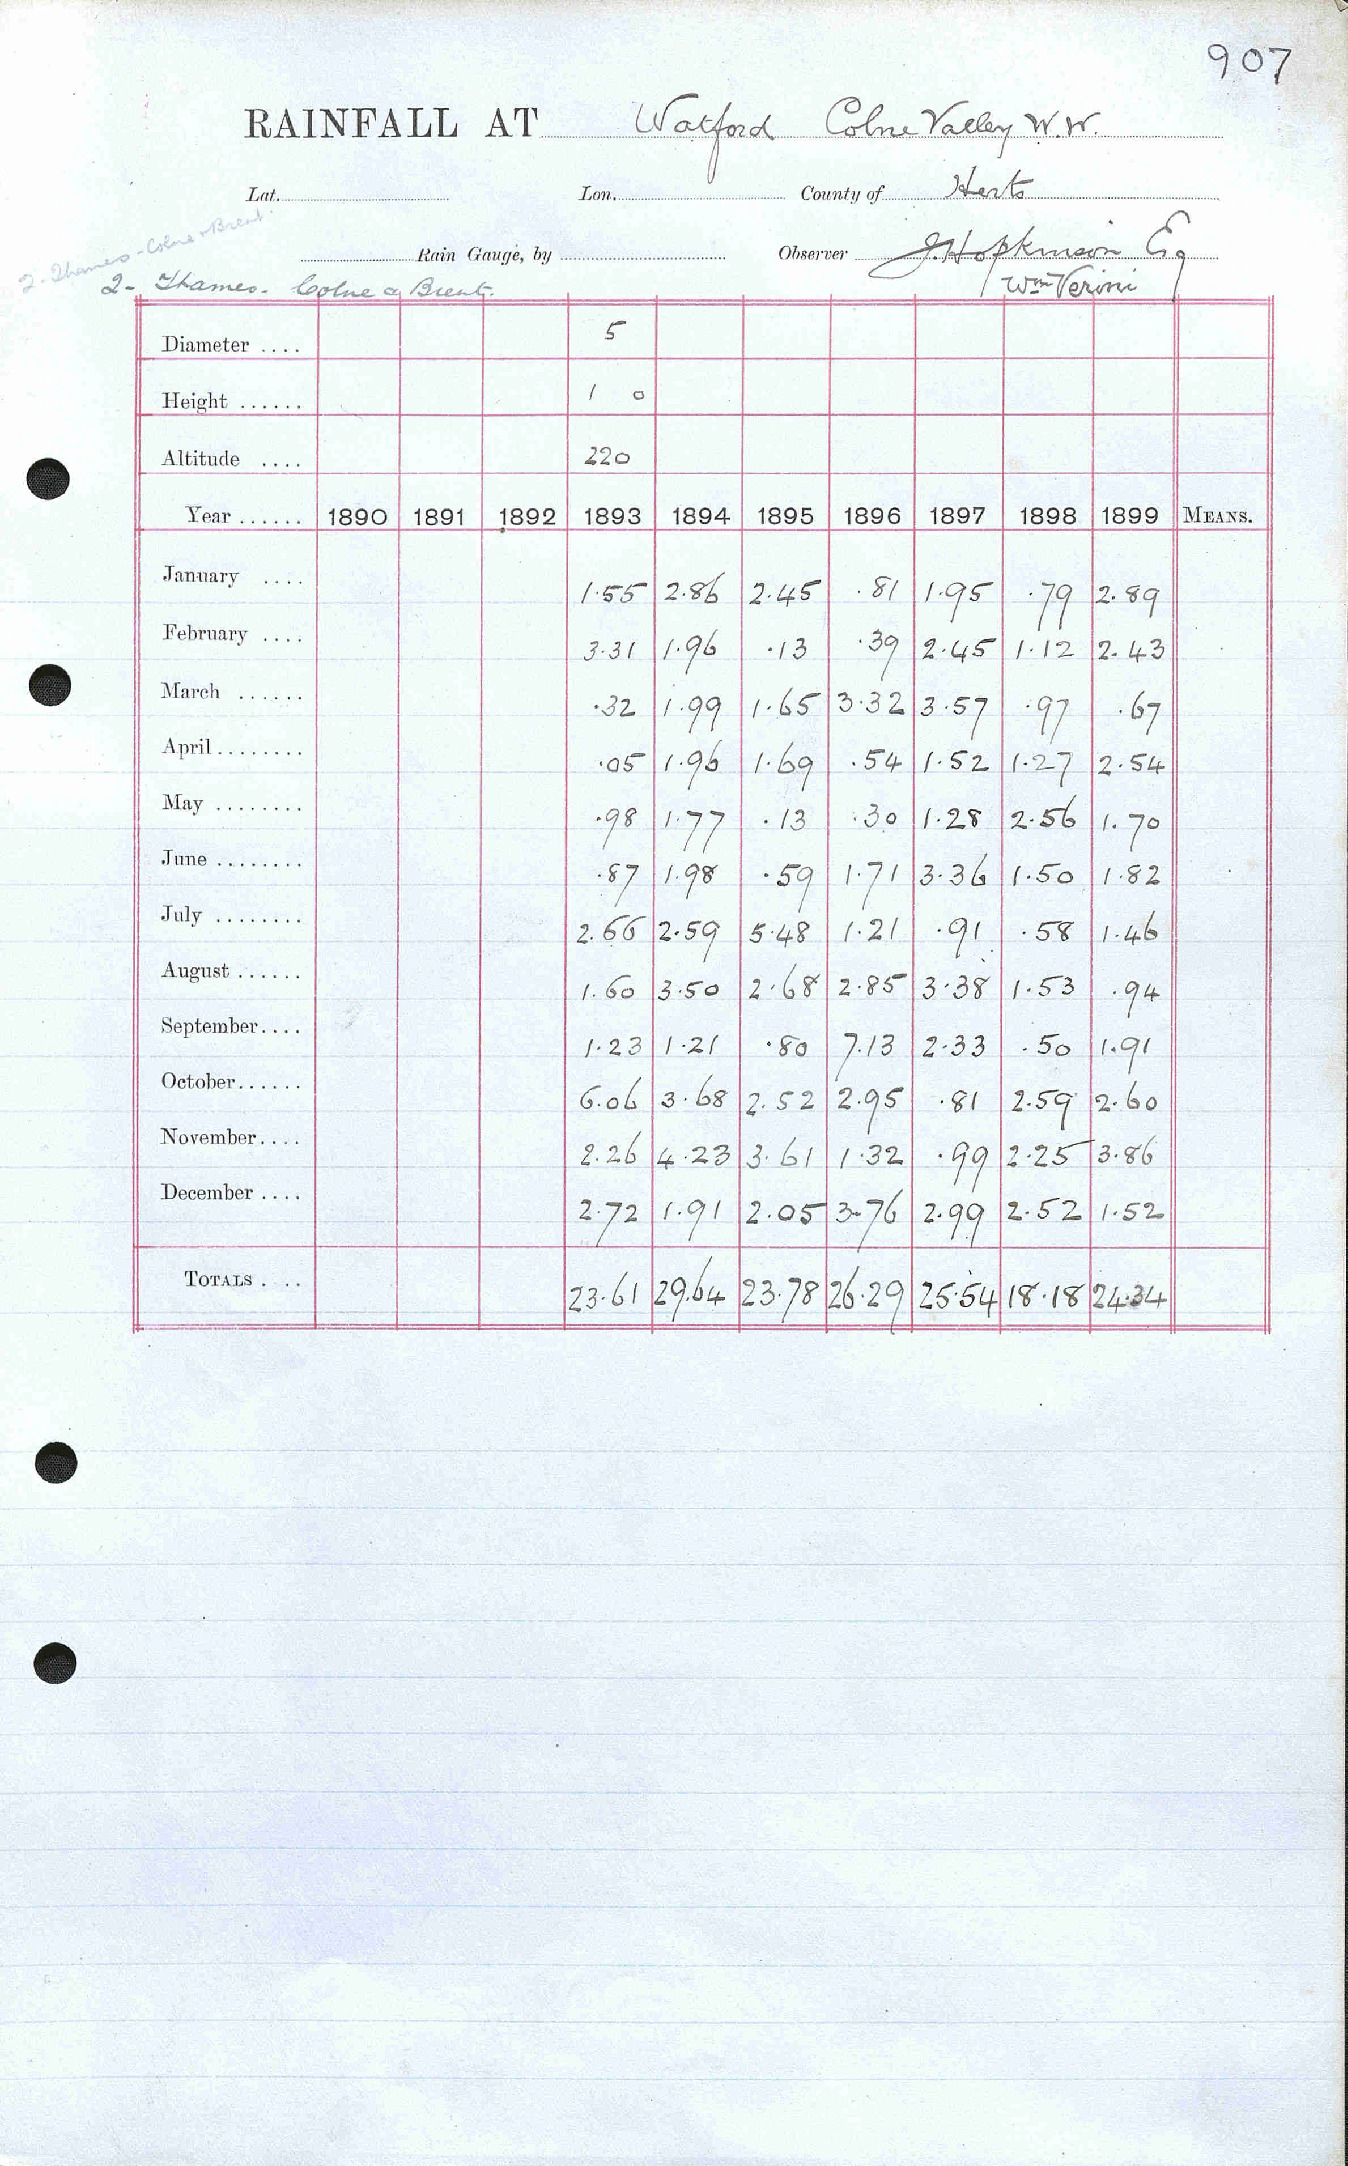 907
RAINFALL AT Watford Colne Valley W.W.
Lat. Lon. County of Herts
2. Thames - Colne & Brent.
Rain Gauge, by Observer J. Hopkinson Esq
2- Thames. Colne & Brent. Wm Verini
Diameter .... 5
Height ...... 1 0
Altitude .... 220
Year ...... 1890 1891 1892 1893 1894 1895 1896 1897 1898 1899 MEANS.
January .... 1.55 2.86 2.45 .81 1.95 .79 2.89
February .... 3.31 1.96 .13 .39 2.45 1.12 2.43
March ...... .32 1.99 1.65 3.32 3.57 .97 .67
April ........ .05 1.96 1.69 .54 1.52 1.27 2.54
May ........ .98 1.77 .13 .30 1.28 2.56 1.70
June ........ .87 1.98 .59 1.71 3.36 1.50 1.82
July ........ 2.66 2.59 5.48 1.21 .91 .58 1.46
August ...... 1.60 3.50 2.68 2.85 3.38 1.53 .94
September.... 1.23 1.21 .80 7.13 2.33 .50 1.91
October...... 6.06 3.68 2.52 2.95 .81 2.59 2.60
November.... 2.26 4.23 3.61 1.32 .99 2.25 3.86
December .... 2.72 1.91 2.05 3.76 2.99 2.52 1.52
TOTALS . .. 23.61 29.64 23.78 26.29 25.54 18.18 24.34